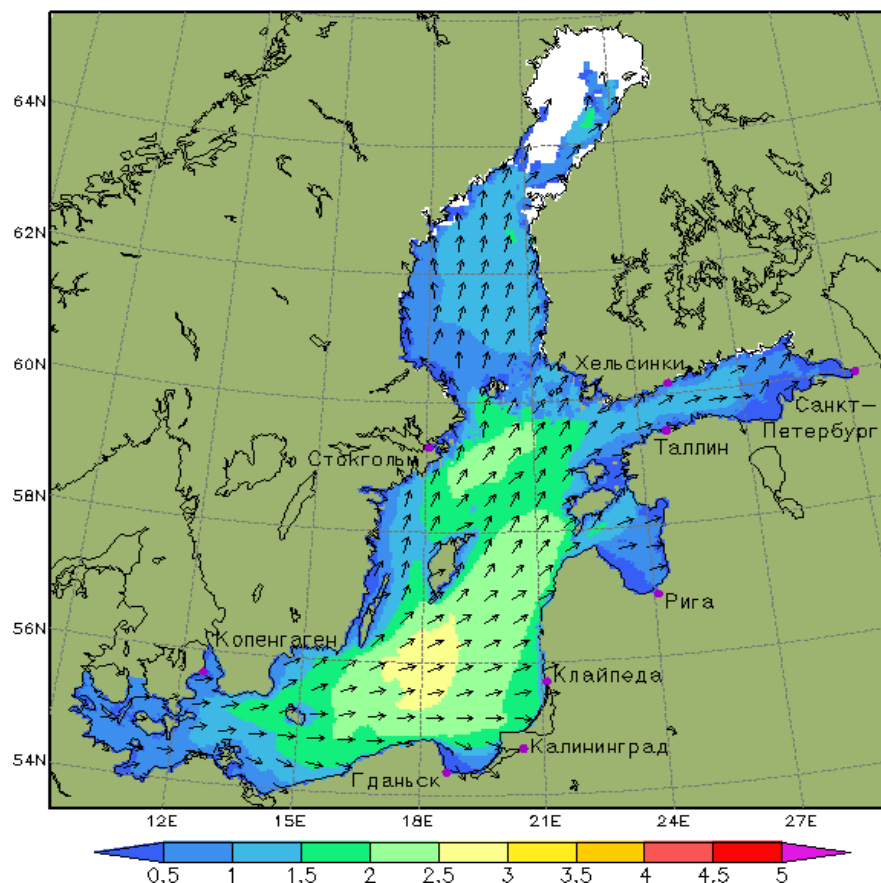 64N
62N
60N
58N
56N
54N
Хельсинки
Санкт-
Петербург
Таллин
Стокгольм
Рига
Копенгаген
Клайпеда
Калининград
Гданьск
12E
15E
18E
21E
24E
27E
0,5 1 1,5 2 2,5 3 3,5 4 4,5 5